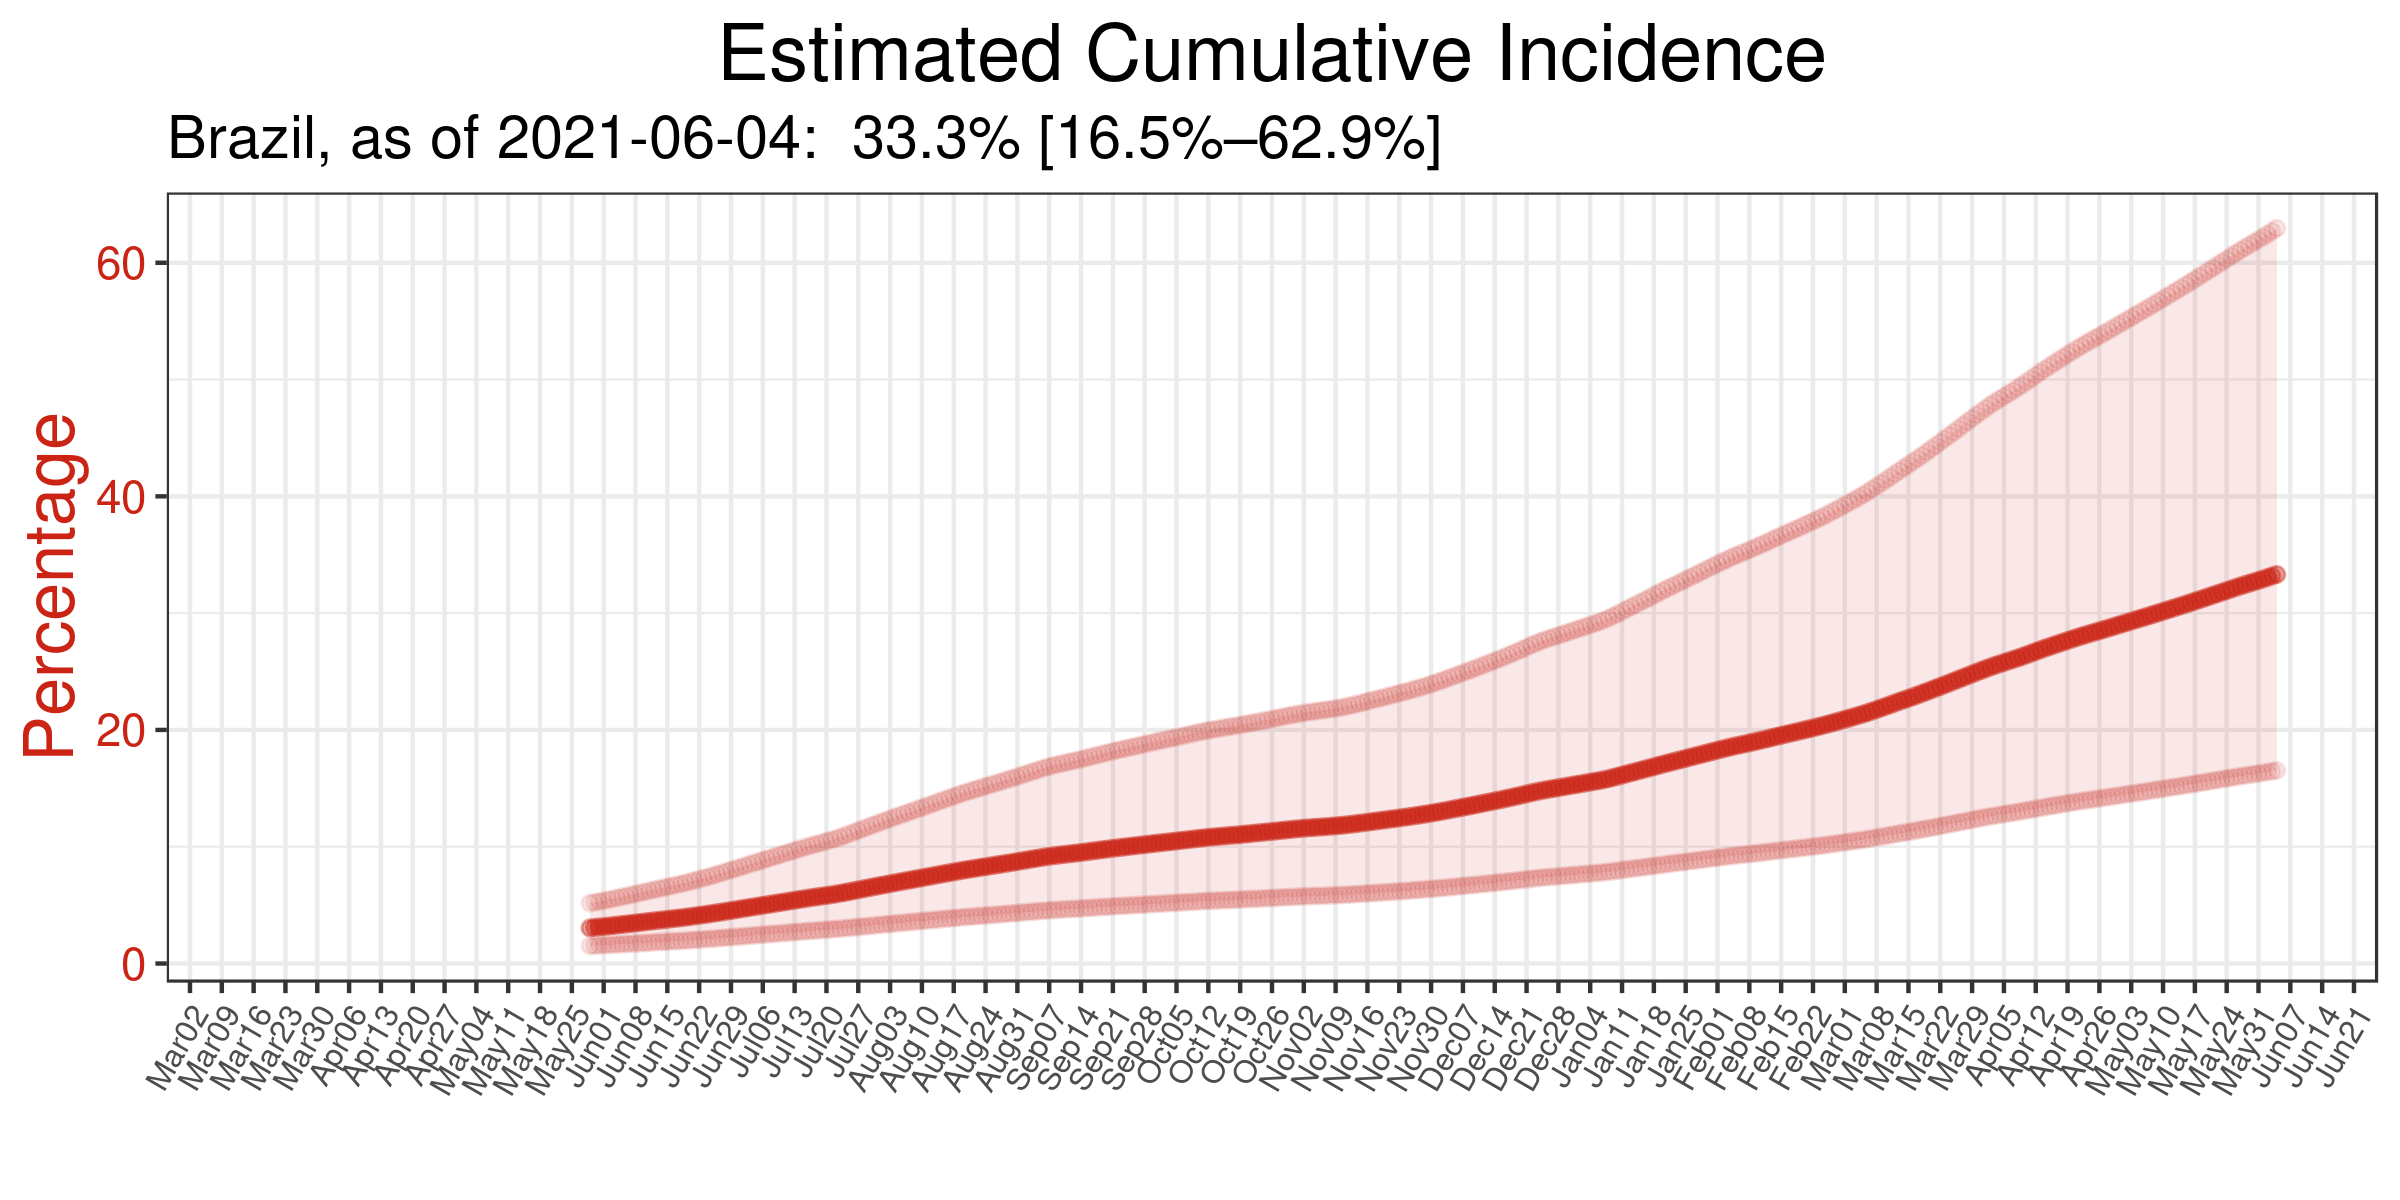 Estimated Cumulative Incidence
Brazil, as of 2021-06-04:  33.3% [16.5%–62.9%]
Percentage
60
40
20
0
Mar02
Mar09
Mar16
Mar23
Mar30
Apr06
Apr13
Apr20
Apr27
May04
May11
May18
May25
Jun01
Jun08
Jun15
Jun22
Jun29
Jul06
Jul13
Jul20
Jul27
Aug03
Aug10
Aug17
Aug24
Aug31
Sep07
Sep14
Sep21
Sep28
Oct05
Oct12
Oct19
Oct26
Nov02
Nov09
Nov16
Nov23
Nov30
Dec07
Dec14
Dec21
Dec28
Jan04
Jan11
Jan18
Jan25
Feb01
Feb08
Feb15
Feb22
Mar01
Mar08
Mar15
Mar22
Mar29
Apr05
Apr12
Apr19
Apr26
May03
May10
May17
May24
May31
Jun07
Jun14
Jun21